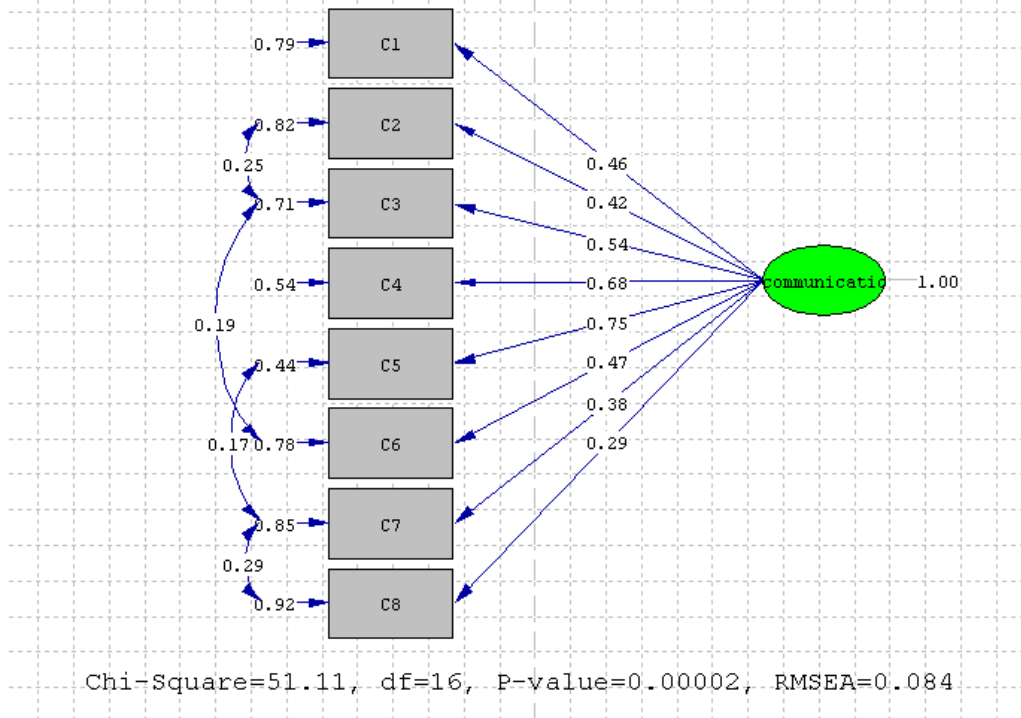 0.79 C1
0.46
0.82 C2
0.25
0.42
0.71 C3
0.54
0.54 C4 0.68 communicatio 1.00
0.19
0.75
0.44 C5
0.47
0.38
0.17 0.78 C6 0.29
0.85 C7
0.29
0.92 C8
Chi-Square=51.11, df=16, P-value=0.00002, RMSEA=0.084